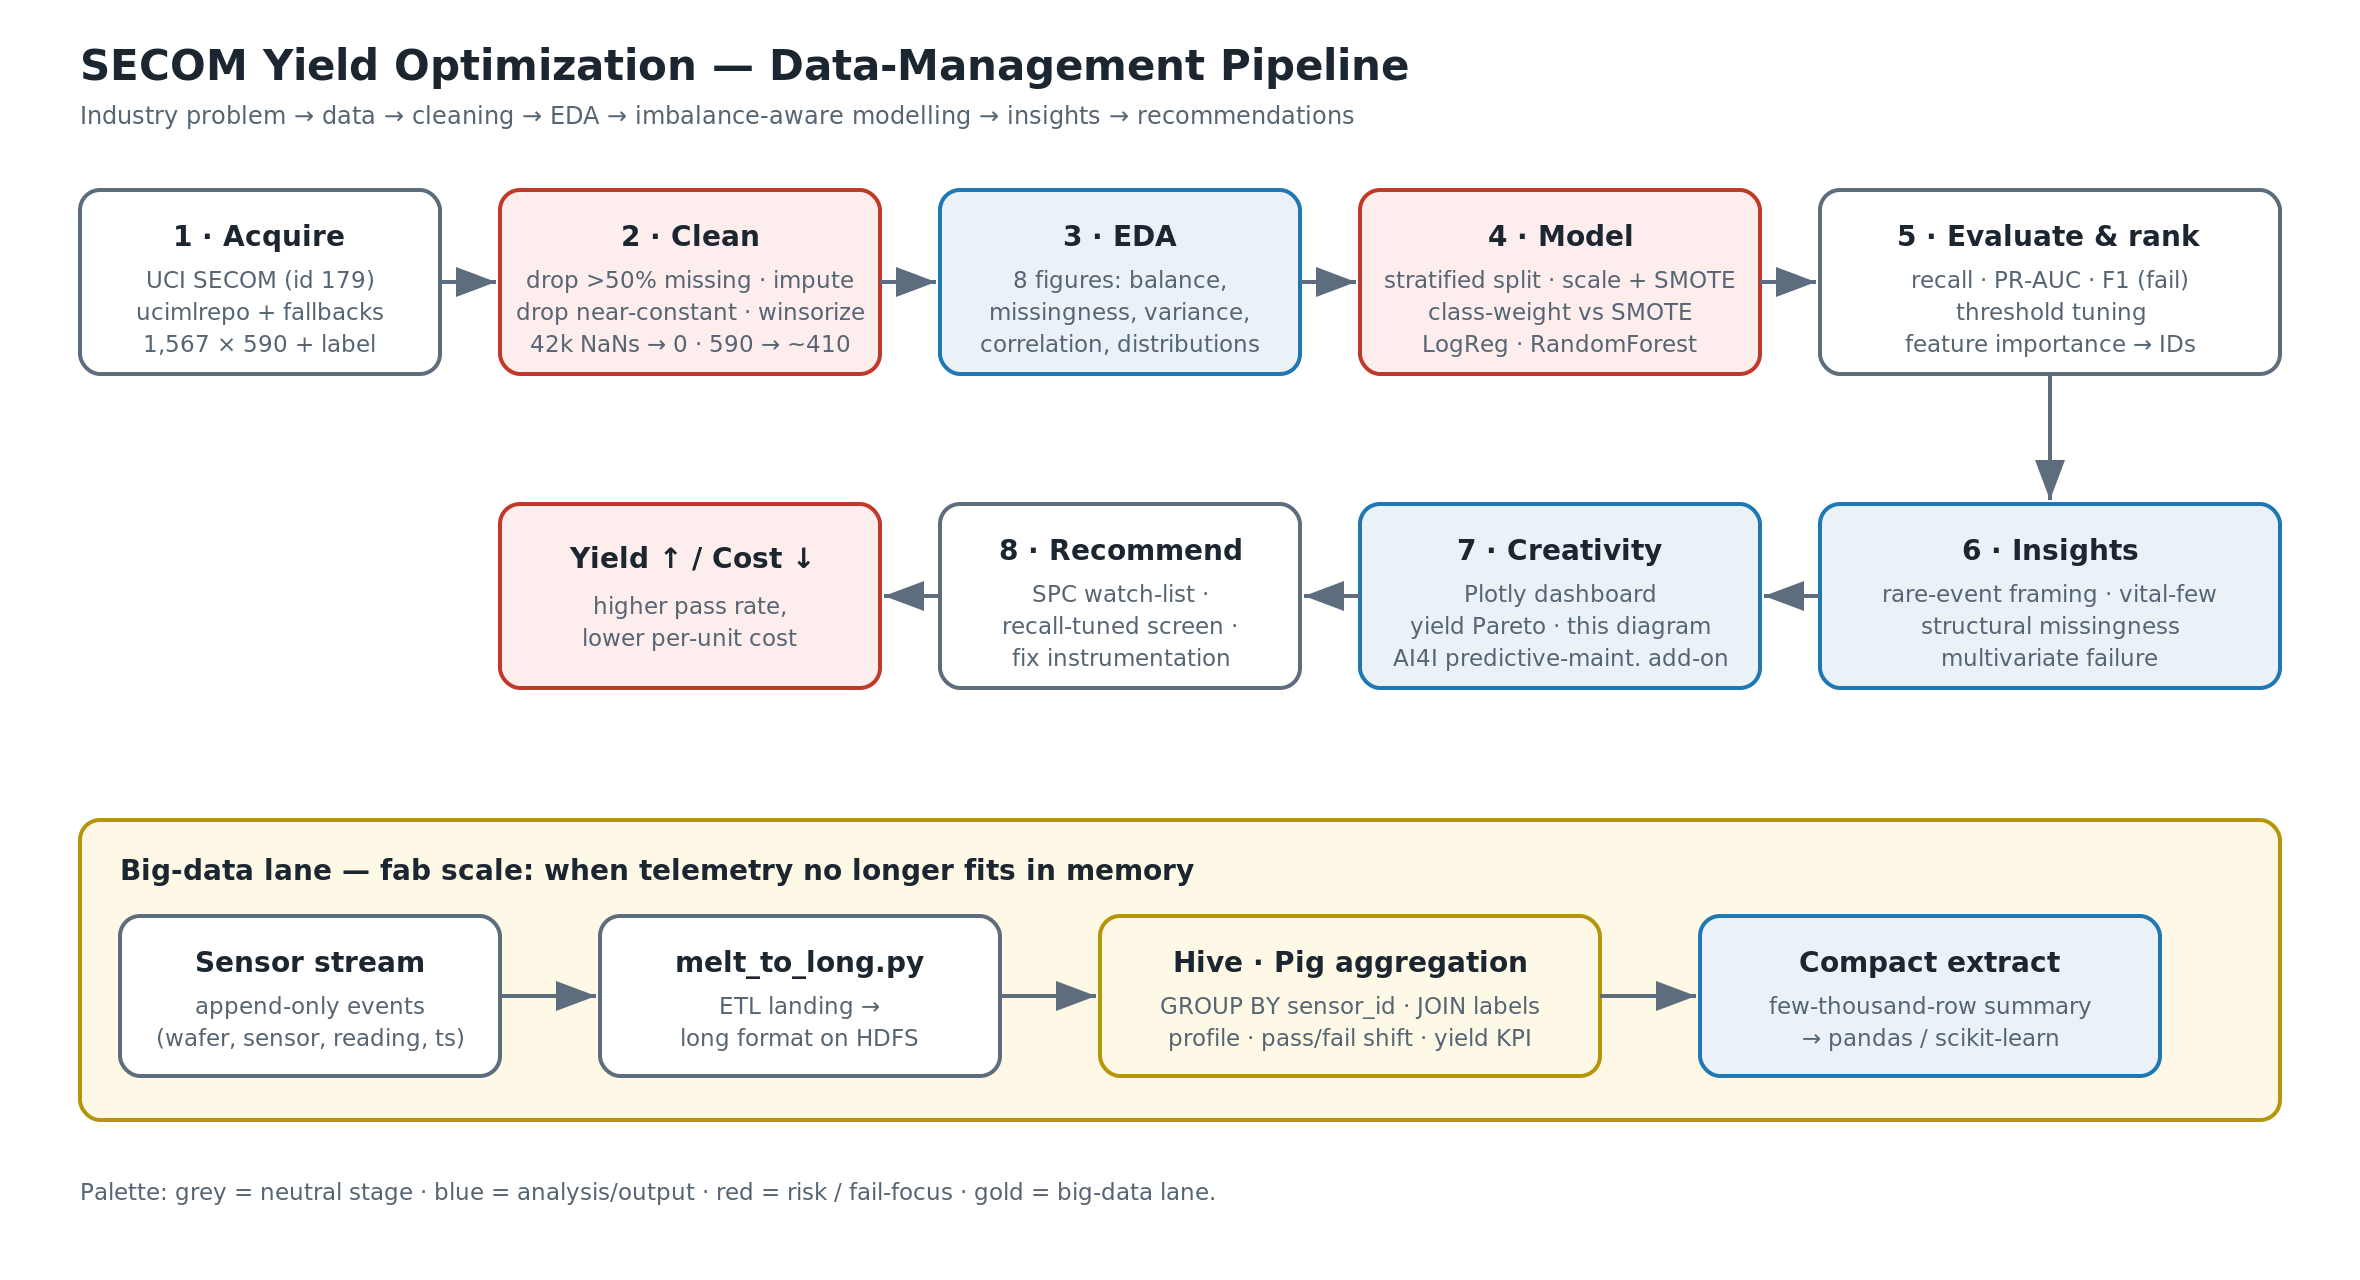 SECOM Yield Optimization — Data-Management Pipeline
Industry problem → data → cleaning → EDA → imbalance-aware modelling → insights → recommendations
1 · Acquire
UCI SECOM (id 179)
ucimlrepo + fallbacks
1,567 × 590 + label
2 · Clean
drop >50% missing · impute
drop near-constant · winsorize
42k NaNs → 0 · 590 → ~410
3 · EDA
8 figures: balance,
missingness, variance,
correlation, distributions
4 · Model
stratified split · scale + SMOTE
class-weight vs SMOTE
LogReg · RandomForest
5 · Evaluate & rank
recall · PR-AUC · F1 (fail)
threshold tuning
feature importance → IDs
6 · Insights
rare-event framing · vital-few
structural missingness
multivariate failure
7 · Creativity
Plotly dashboard
yield Pareto · this diagram
AI4I predictive-maint. add-on
8 · Recommend
SPC watch-list ·
recall-tuned screen ·
fix instrumentation
Yield ↑ / Cost ↓
higher pass rate,
lower per-unit cost
Big-data lane — fab scale: when telemetry no longer fits in memory
Sensor stream
append-only events
(wafer, sensor, reading, ts)
melt_to_long.py
ETL landing →
long format on HDFS
Hive · Pig aggregation
GROUP BY sensor_id · JOIN labels
profile · pass/fail shift · yield KPI
Compact extract
few-thousand-row summary
→ pandas / scikit-learn
Palette: grey = neutral stage · blue = analysis/output · red = risk / fail-focus · gold = big-data lane.